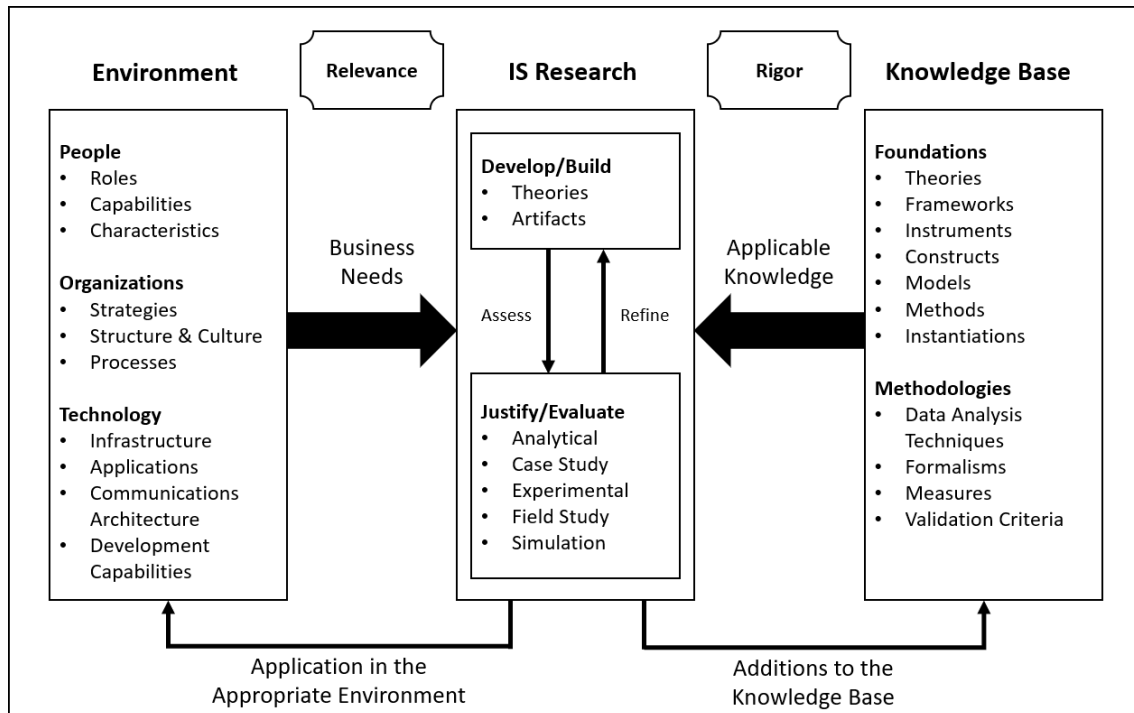 Environment
Relevance
IS Research
Rigor
Knowledge Base
People
• Roles
• Capabilities
• Characteristics
Organizations
• Strategies
• Structure & Culture
• Processes
Technology
• Infrastructure
• Applications
• Communications
Architecture
• Development
Capabilities
Business
Needs
Develop/Build
• Theories
• Artifacts
Assess
Refine
Justify/Evaluate
• Analytical
• Case Study
• Experimental
• Field Study
• Simulation
Applicable
Knowledge
Foundations
• Theories
• Frameworks
• Instruments
• Constructs
• Models
• Methods
• Instantiations
Methodologies
• Data Analysis
Techniques
• Formalisms
• Measures
• Validation Criteria
Application in the
Appropriate Environment
Additions to the
Knowledge Base